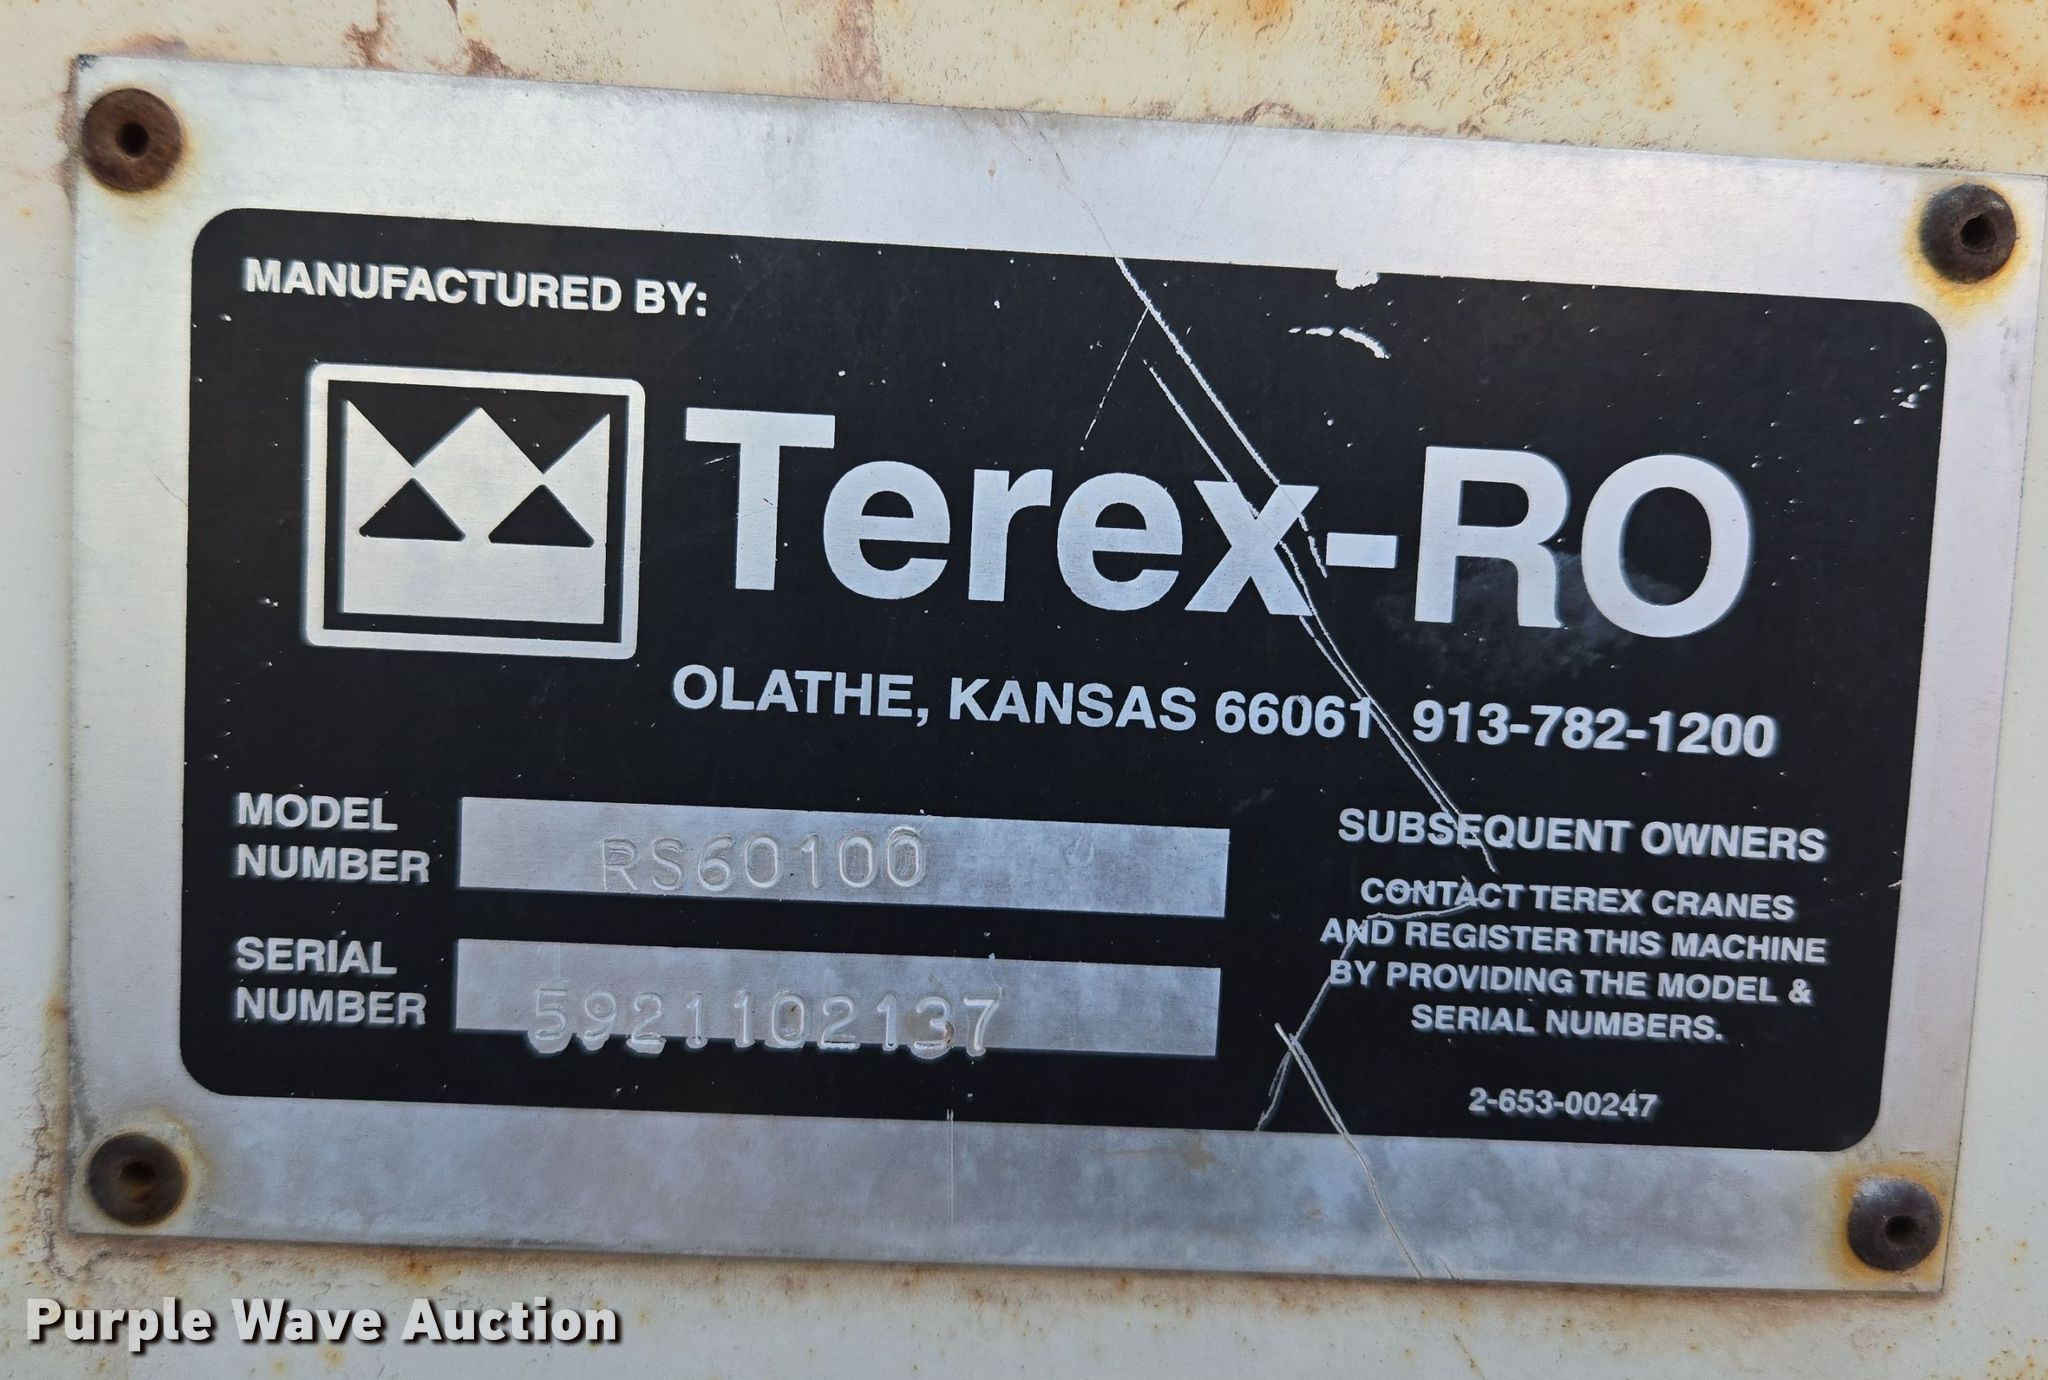 MANUFACTURED BY:
Terex-RO
OLATHE, KANSAS 66061 913-782-1200
MODEL NUMBER
RS60100
SERIAL NUMBER
5921102137
SUBSEQUENT OWNERS
CONTACT TEREX CRANES
AND REGISTER THIS MACHINE
BY PROVIDING THE MODEL &
SERIAL NUMBERS.
2-653-00247
Purple Wave Auction